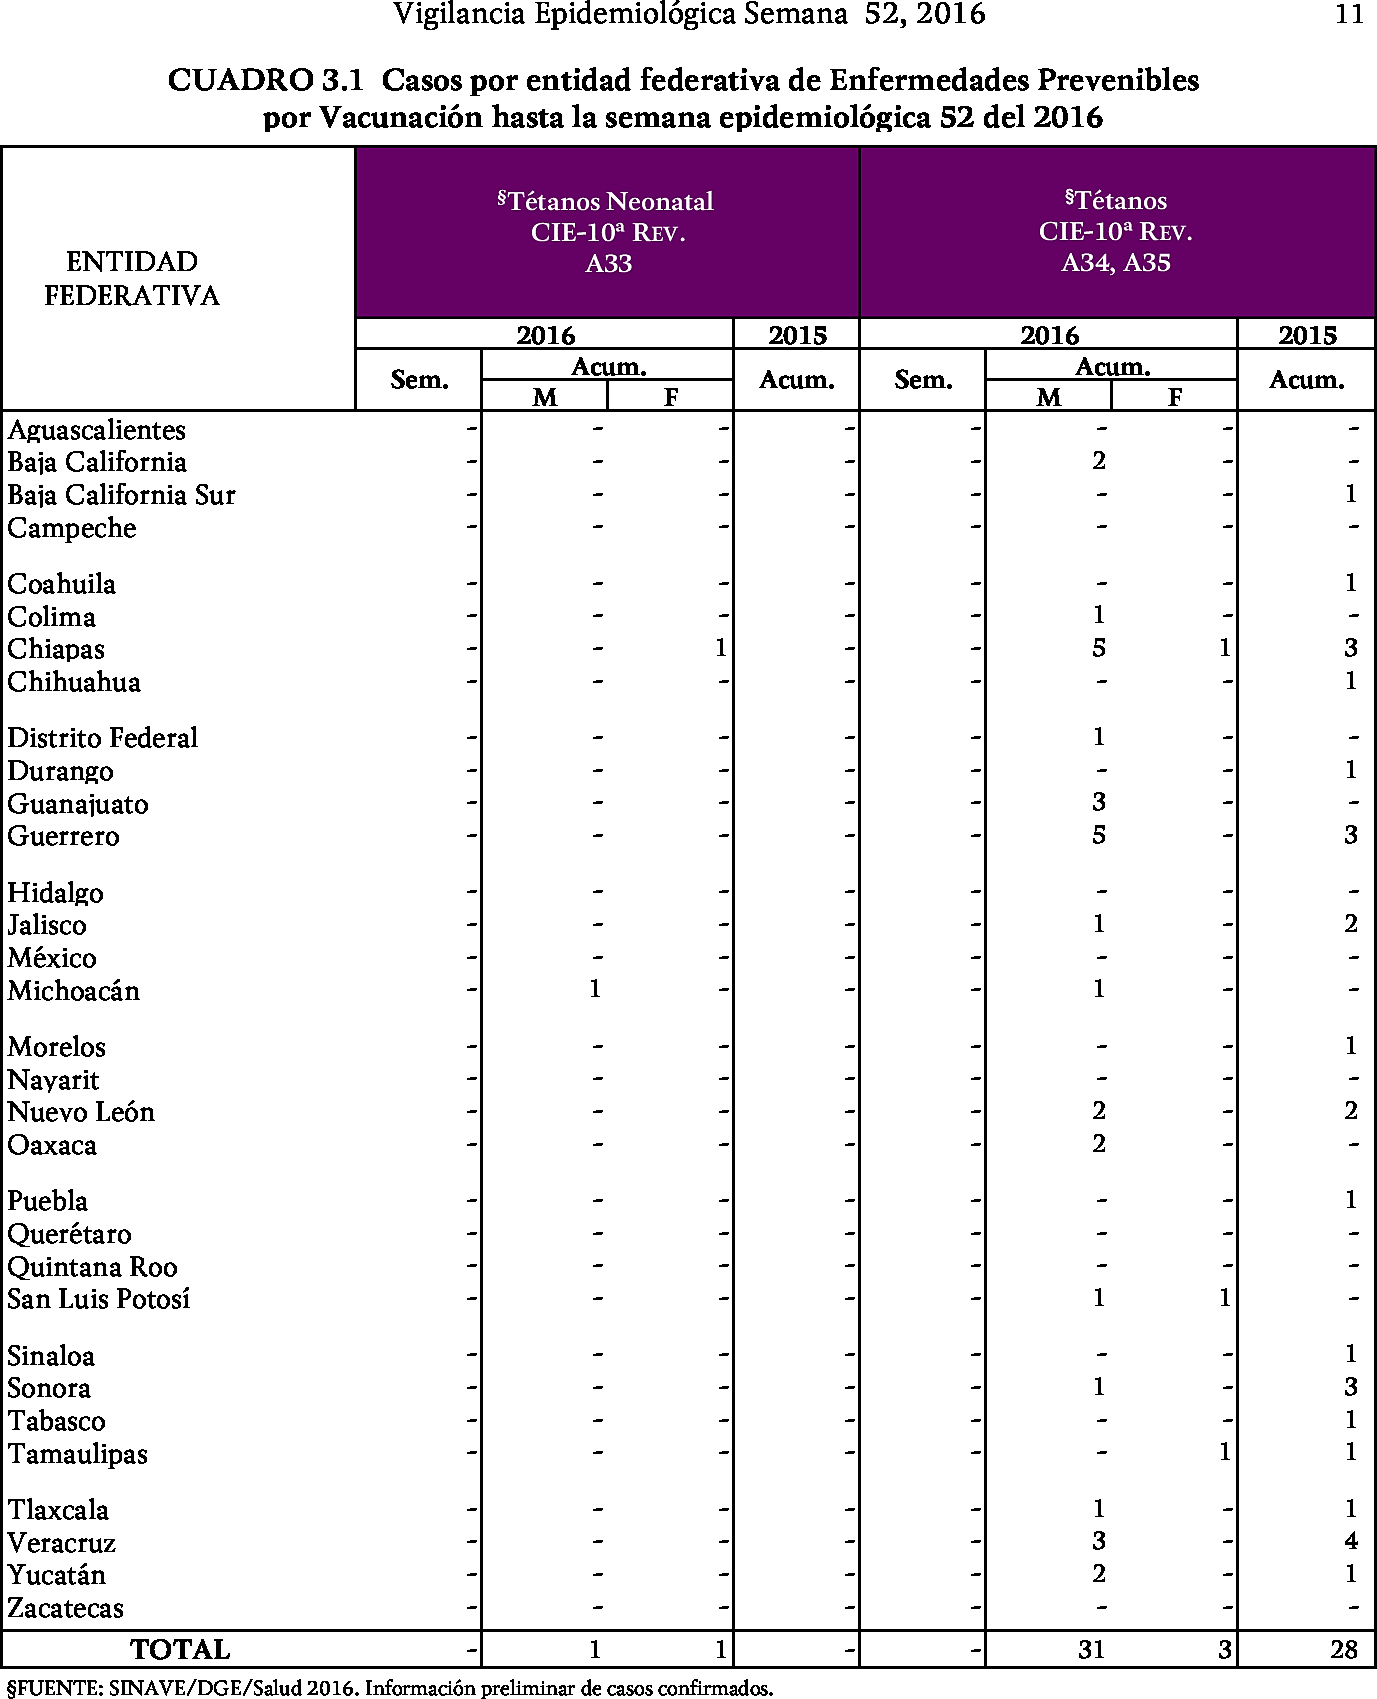 Vigilancia Epidemiológica Semana 52, 2016 11
CUADRO 3.1 Casos por entidad federativa de Enfermedades Prevenibles
por Vacunación hasta la semana epidemiológica 52 del 2016
ENTIDAD
FEDERATIVA
§Tétanos Neonatal
CIE-10ª REV.
A33
§Tétanos
CIE-10ª REV.
A34, A35
2016 2015 2016 2015
Sem. Acum. Acum. Sem. Acum. Acum.
M F M F
Aguascalientes - - - - - - - -
Baja California - - - - - 2 - -
Baja California Sur - - - - - - - 1
Campeche - - - - - - - -
Coahuila - - - - - - - 1
Colima - - - - - 1 - -
Chiapas - - 1 - - 5 1 3
Chihuahua - - - - - - - 1
Distrito Federal - - - - - 1 - -
Durango - - - - - - - 1
Guanajuato - - - - - 3 - -
Guerrero - - - - - 5 - 3
Hidalgo - - - - - - - -
Jalisco - - - - - 1 - 2
México - - - - - - - -
Michoacán - 1 - - - 1 - -
Morelos - - - - - - - 1
Nayarit - - - - - - - -
Nuevo León - - - - - 2 - 2
Oaxaca - - - - - 2 - -
Puebla - - - - - - - 1
Querétaro - - - - - - - -
Quintana Roo - - - - - - - -
San Luis Potosí - - - - - 1 1 -
Sinaloa - - - - - - - 1
Sonora - - - - - 1 - 3
Tabasco - - - - - - - 1
Tamaulipas - - - - - - 1 1
Tlaxcala - - - - - 1 - 1
Veracruz - - - - - 3 - 4
Yucatán - - - - - 2 - 1
Zacatecas - - - - - - - -
TOTAL - 1 1 - - 31 3 28
§FUENTE: SINAVE/DGE/Salud 2016. Información preliminar de casos confirmados.